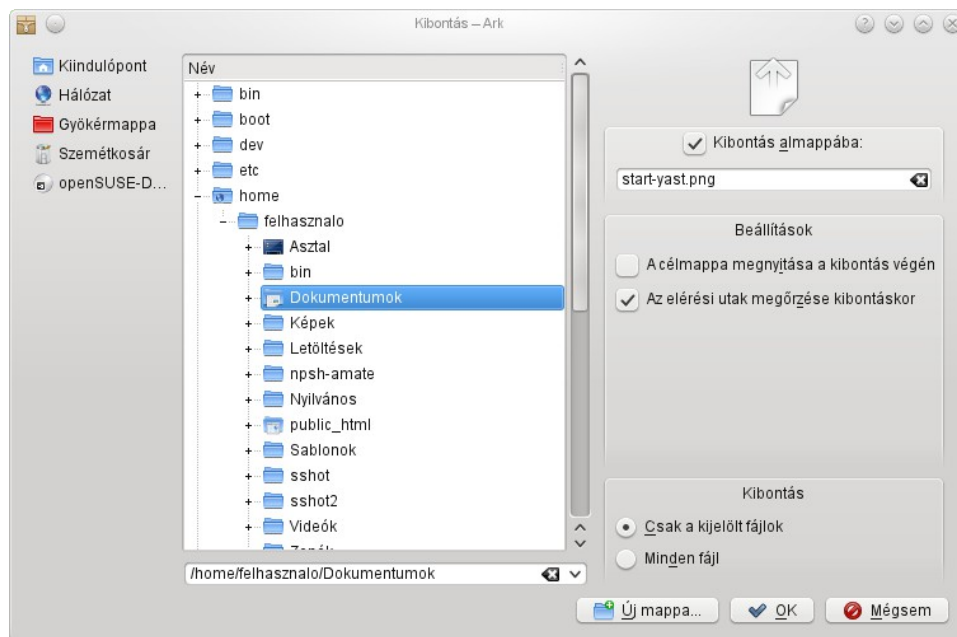 Kibontás – Ark
Kiindulópont
Hálózat
Gyökérmappa
Szemétkosár
openSUSE-D...
Név
bin
boot
dev
etc
home
felhasznalo
Asztal
bin
Dokumentumok
Képek
Letöltések
npsh-amate
Nyilvános
public_html
Sablonok
sshot
sshot2
Videók
/home/felhasznalo/Dokumentumok
Kibontás almappába:
start-yast.png
Beállítások
A célmappa megnyitása a kibontás végén
Az elérési utak megőrzése kibontáskor
Kibontás
Csak a kijelölt fájlok
Minden fájl
Új mappa...
OK
Mégsem